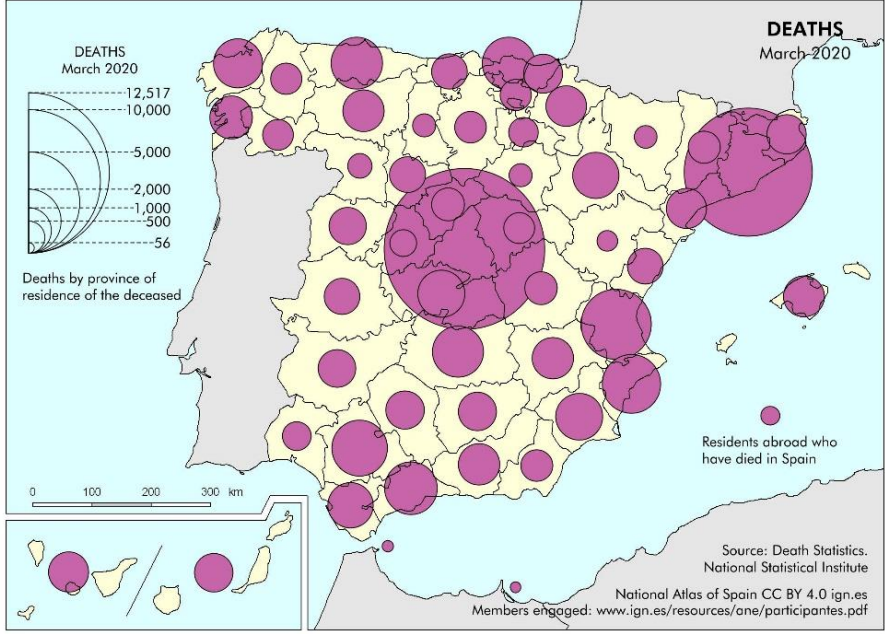 DEATHS
March 2020
DEATHS
March 2020
12,517
10,000
5,000
2,000
1,000
500
56
Deaths by province of
residence of the deceased
Residents abroad who
have died in Spain
0 100 200 300 km
Source: Death Statistics.
National Statistical Institute
National Atlas of Spain CC BY 4.0 ign.es
Members engaged: www.ign.es/resources/ane/participantes.pdf